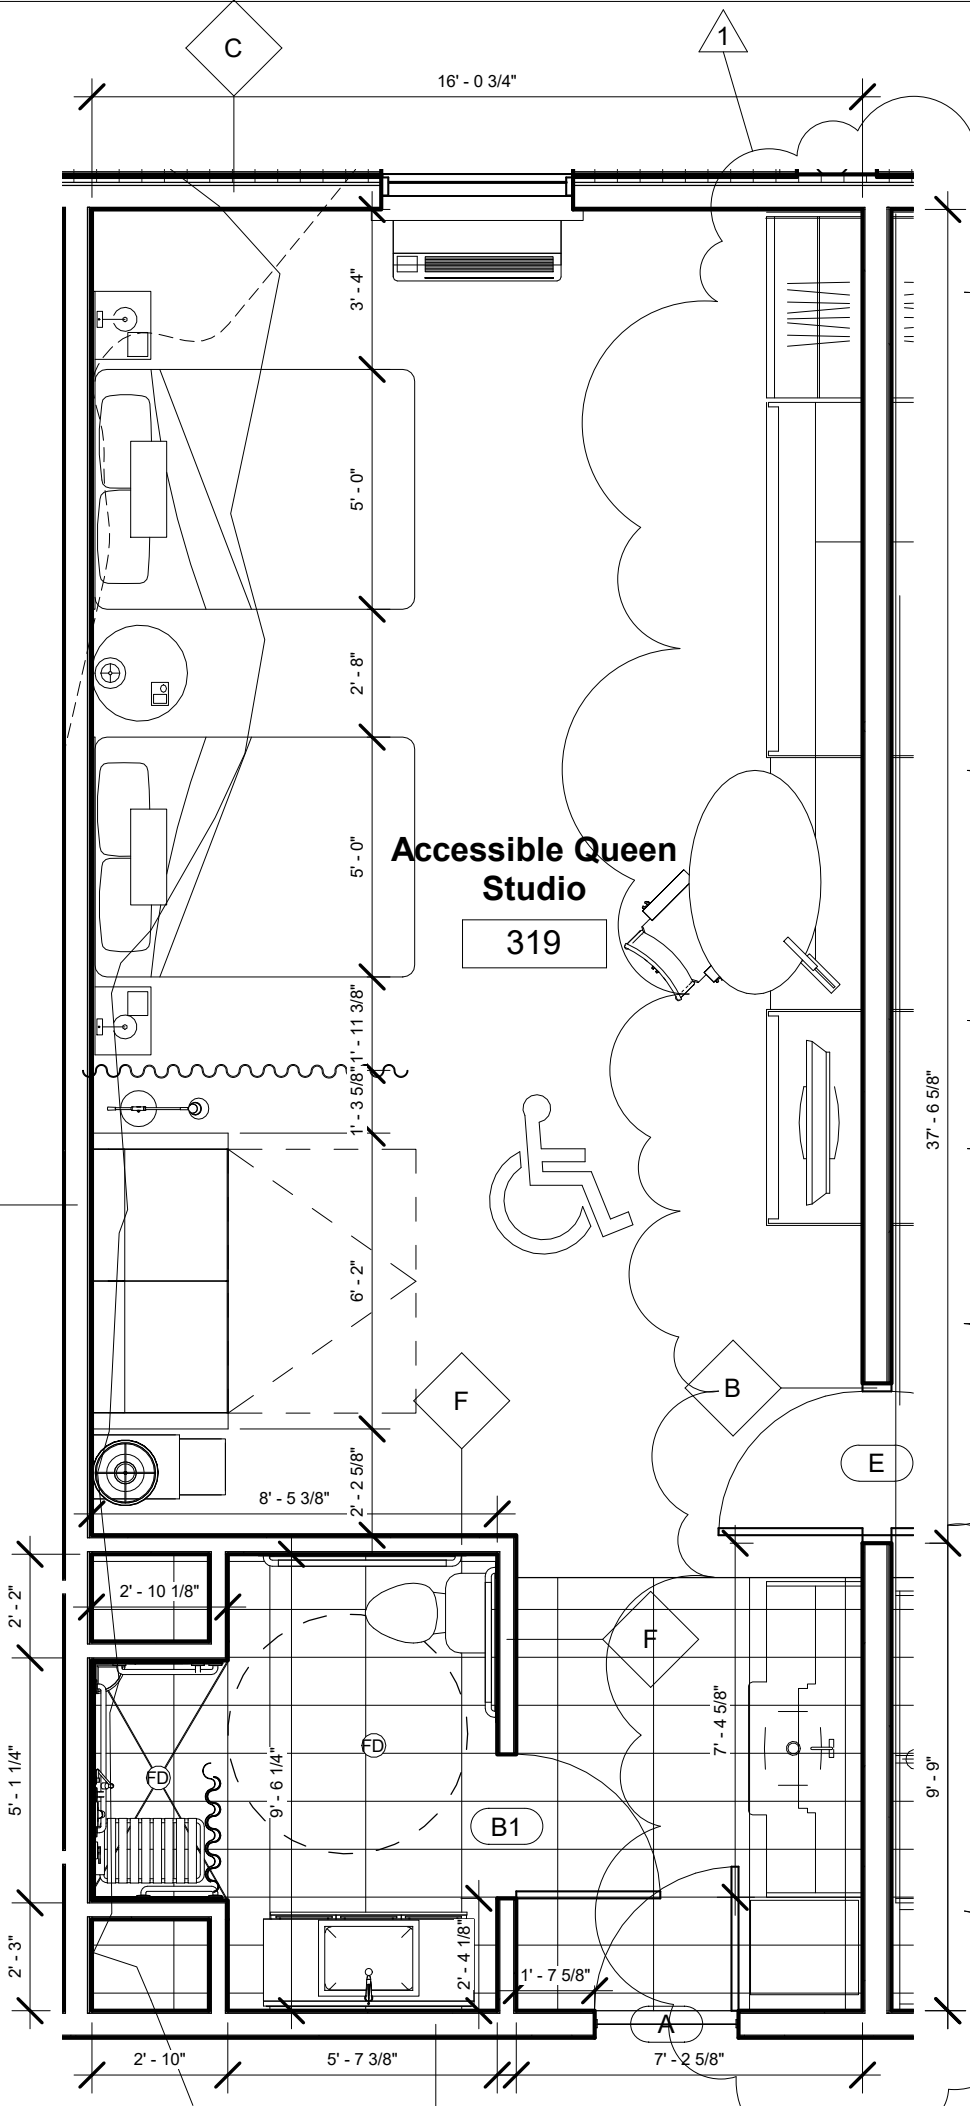 C
1
16' - 0 3/4"
3' - 4"
5' - 0"
2' - 8"
5' - 0"
Accessible Queen
Studio
319
1' - 11 3/8"
1' - 3 5/8"
37' - 6 5/8"
6' - 2"
F
B
E
2' - 2 5/8"
8' - 5 3/8"
2' - 2"
2' - 10 1/8"
F
7' - 4 5/8"
FD
FD
5' - 1 1/4"
9' - 6 1/4"
9' - 9"
B1
2' - 3"
2' - 4 1/8"
1' - 7 5/8"
A
2' - 10"
5' - 7 3/8"
7' - 2 5/8"